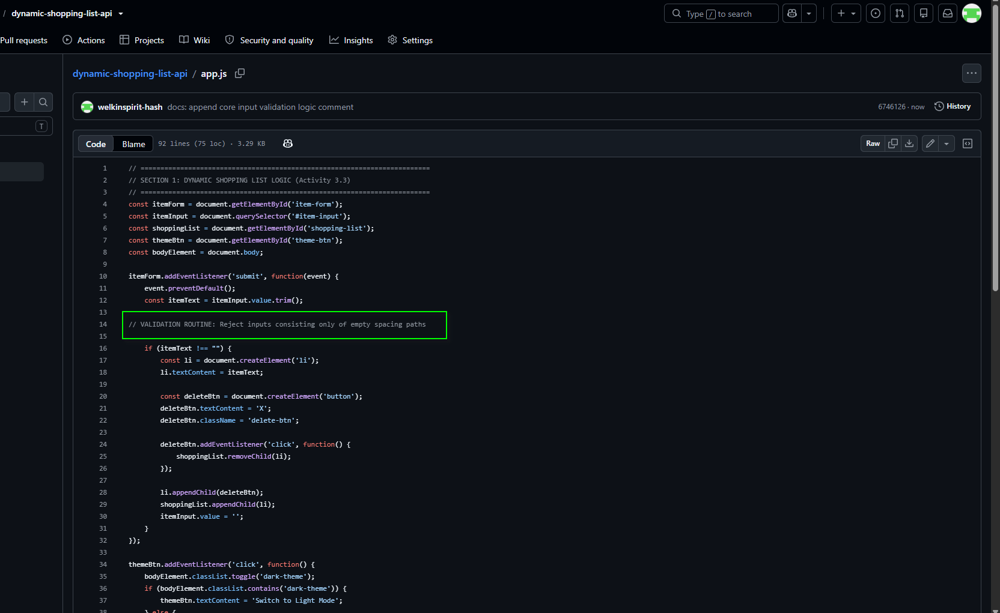 / dynamic-shopping-list-api
Type / to search
Pull requests Actions Projects Wiki Security and quality Insights Settings
dynamic-shopping-list-api / app.js
T
welkinspirit-hash docs: append core input validation logic comment 6746126 · now History
Code Blame 92 lines (75 loc) · 3.29 KB Raw
1 // =========================================================================
2 // SECTION 1: DYNAMIC SHOPPING LIST LOGIC (Activity 3.3)
3 // =========================================================================
4 const itemForm = document.getElementById('item-form');
5 const itemInput = document.querySelector('#item-input');
6 const shoppingList = document.getElementById('shopping-list');
7 const themeBtn = document.getElementById('theme-btn');
8 const bodyElement = document.body;
9
10 itemForm.addEventListener('submit', function(event) {
11     event.preventDefault();
12     const itemText = itemInput.value.trim();
13
14 // VALIDATION ROUTINE: Reject inputs consisting only of empty spacing paths
15
16     if (itemText !== "") {
17         const li = document.createElement('li');
18         li.textContent = itemText;
19
20         const deleteBtn = document.createElement('button');
21         deleteBtn.textContent = 'X';
22         deleteBtn.className = 'delete-btn';
23
24         deleteBtn.addEventListener('click', function() {
25             shoppingList.removeChild(li);
26         });
27
28         li.appendChild(deleteBtn);
29         shoppingList.appendChild(li);
30         itemInput.value = '';
31     }
32 });
33
34 themeBtn.addEventListener('click', function() {
35     bodyElement.classList.toggle('dark-theme');
36     if (bodyElement.classList.contains('dark-theme')) {
37         themeBtn.textContent = 'Switch to Light Mode';
38     } else {